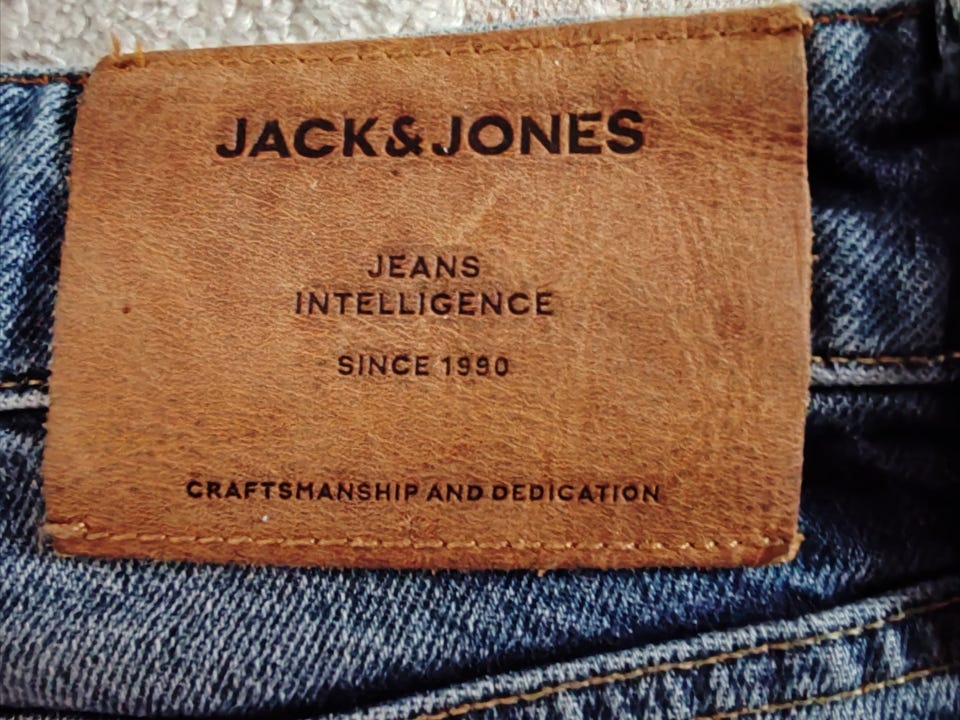 JACK&JONES
JEANS
INTELLIGENCE
SINCE 1990
CRAFTSMANSHIP AND DEDICATION